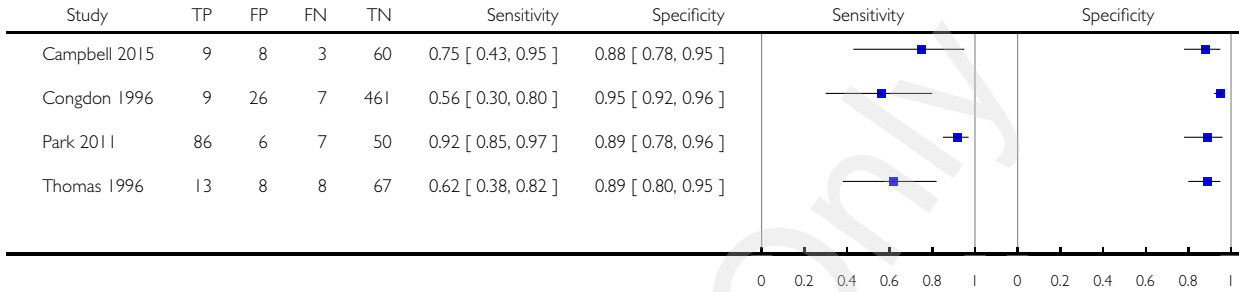 Study TP FP FN TN Sensitivity Specificity Sensitivity Specificity
Campbell 2015 9 8 3 60 0.75 [ 0.43, 0.95 ] 0.88 [ 0.78, 0.95 ]
Congdon 1996 9 26 7 461 0.56 [ 0.30, 0.80 ] 0.95 [ 0.92, 0.96 ]
Park 2011 86 6 7 50 0.92 [ 0.85, 0.97 ] 0.89 [ 0.78, 0.96 ]
Thomas 1996 13 8 8 67 0.62 [ 0.38, 0.82 ] 0.89 [ 0.80, 0.95 ]
0 0.2 0.4 0.6 0.8 1 0 0.2 0.4 0.6 0.8 1
Only